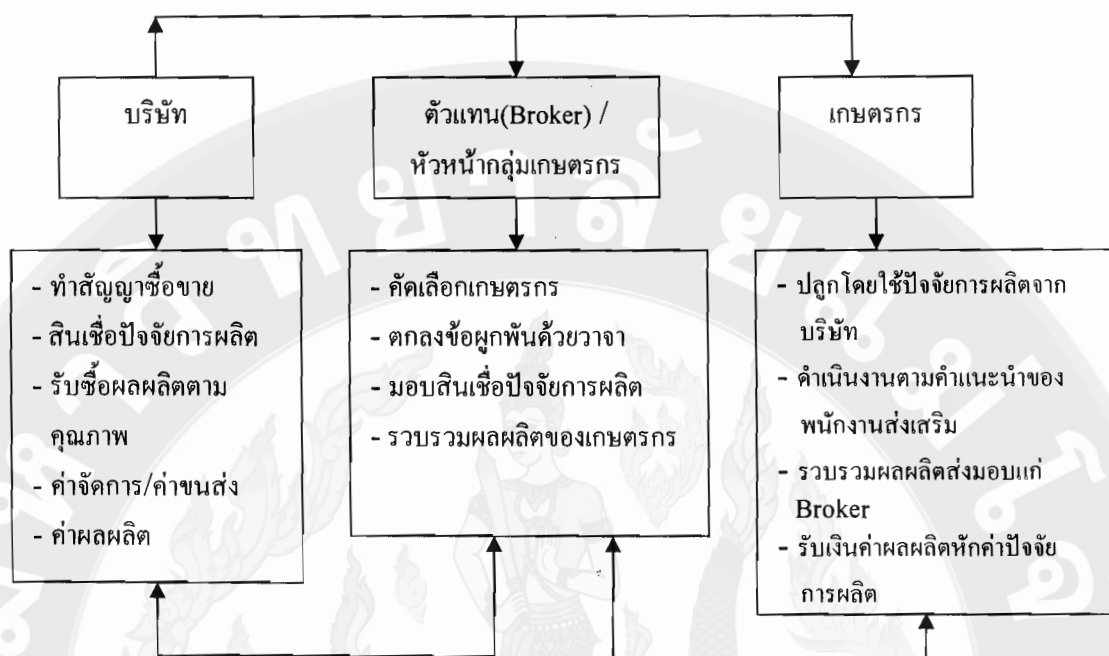 บริษัท
ตัวแทน(Broker) /
หัวหน้ากลุ่มเกษตรกร
เกษตรกร
- ทำสัญญาซื้อขาย
- สินเชื่อปัจจัยการผลิต
- รับซื้อผลผลิตตาม
คุณภาพ
- ค่าจัดการ/ค่าขนส่ง
- ค่าผลผลิต
- คัดเลือกเกษตรกร
- ตกลงข้อผูกพันด้วยวาจา
- มอบสินเชื่อปัจจัยการผลิต
- รวบรวมผลผลิตของเกษตรกร
- ปลูกโดยใช้ปัจจัยการผลิตจาก
บริษัท
- ดำเนินงานตามคำแนะนำของ
พนักงานส่งเสริม
- รวบรวมผลผลิตส่งมอบแก่
Broker
- รับเงินค่าผลผลิตหักค่าปัจจัย
การผลิต